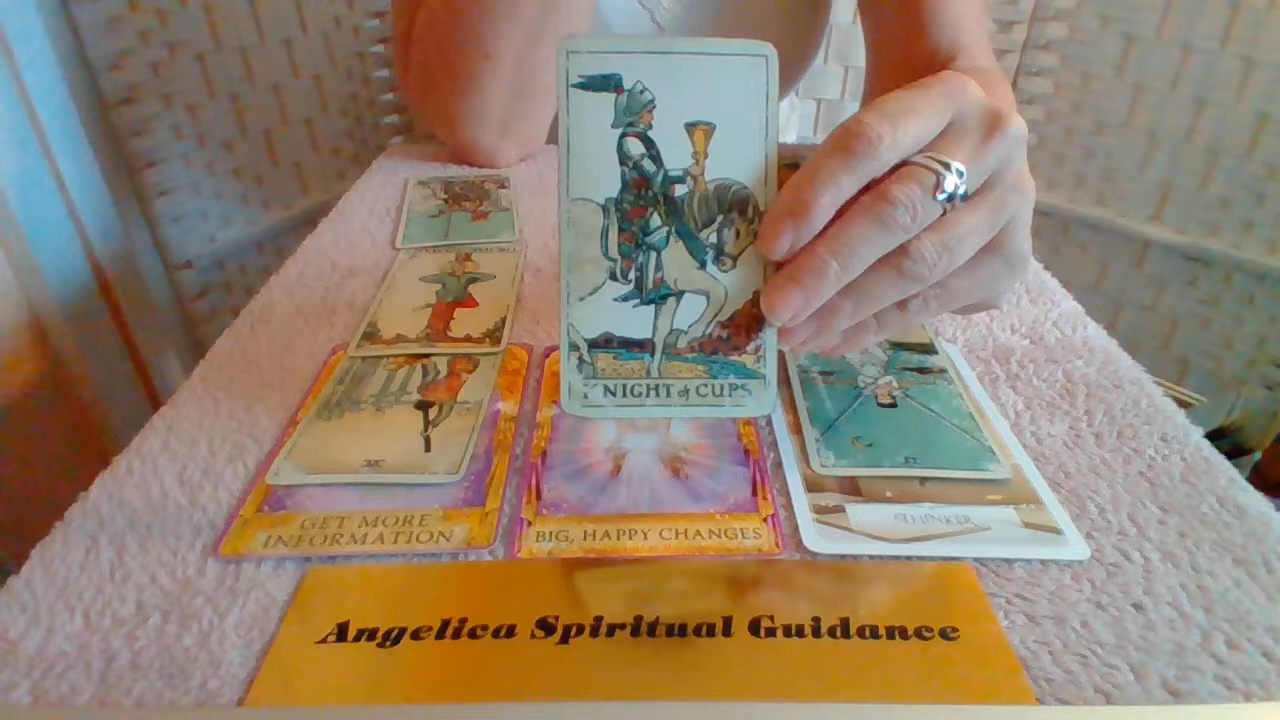 KNIGHT of CUPS
GET MORE
INFORMATION
BIG, HAPPY CHANGES
THINKER
Angelica Spiritual Guidance